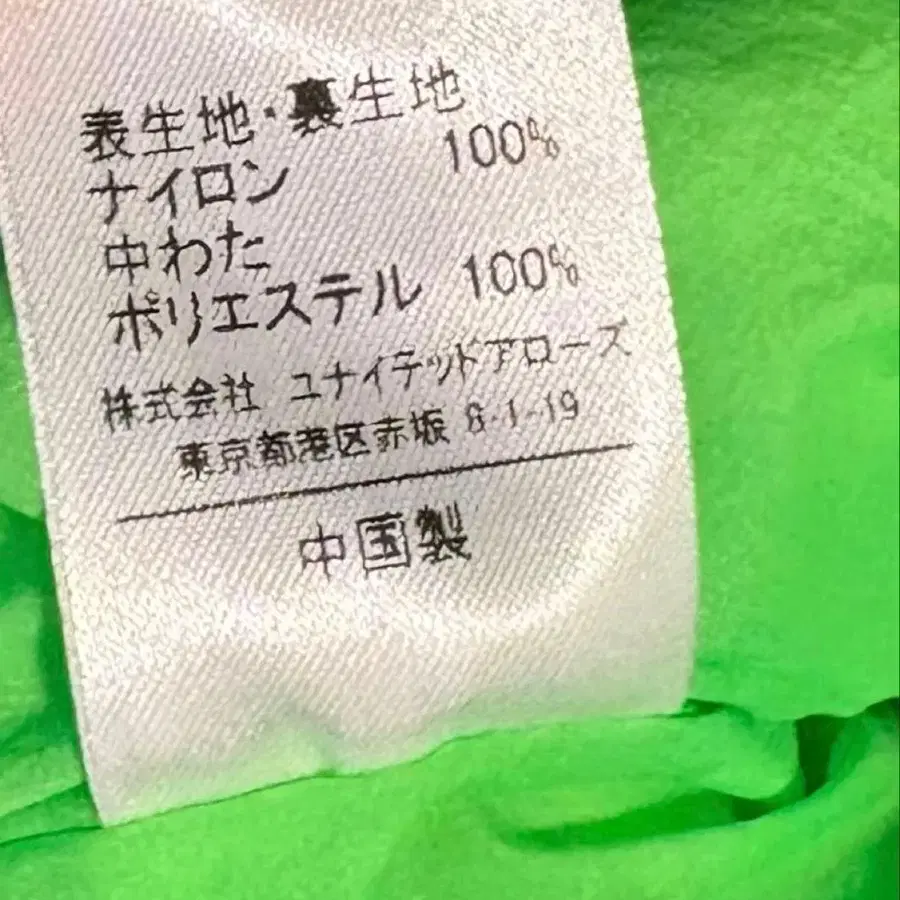 表生地・裏生地
ナイロン 100%
中わた
ポリエステル 100%
株式会社 ユナイテッドアローズ
東京都港区赤坂 8-1-19
中国製